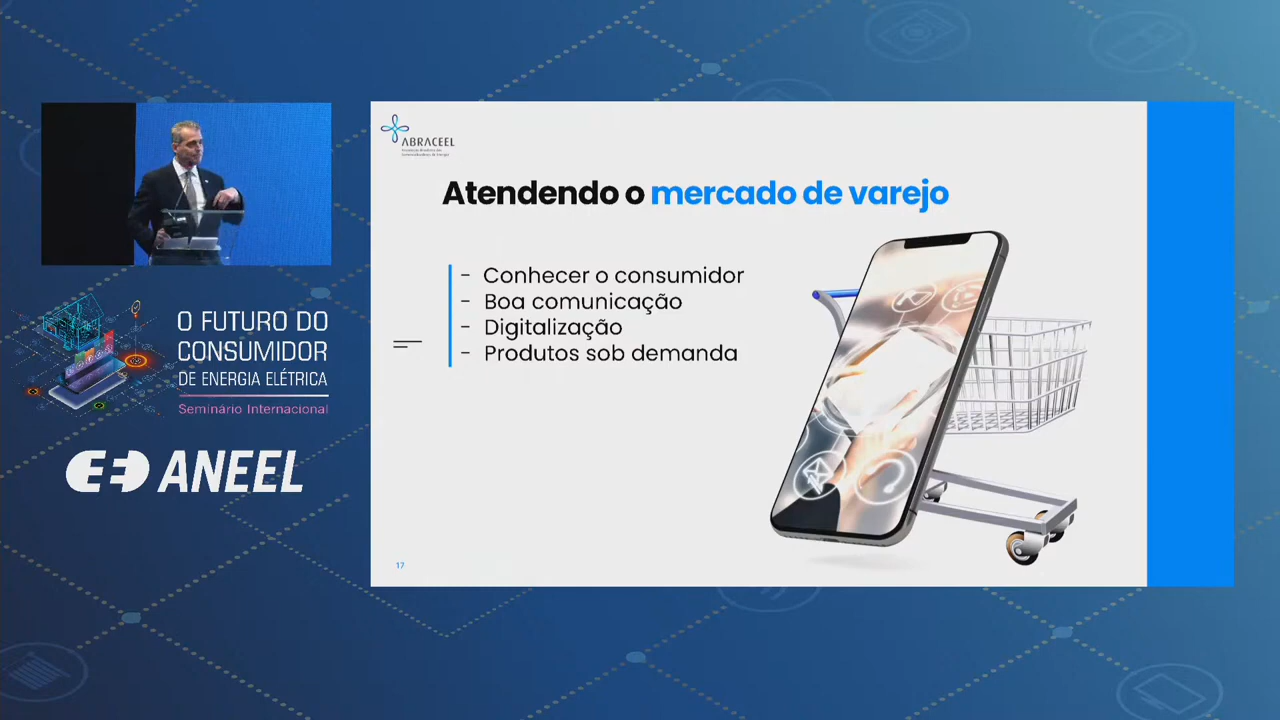 ABRACEEL
Atendendo o mercado de varejo
- Conhecer o consumidor
- Boa comunicação
- Digitalização
- Produtos sob demanda
17
O FUTURO DO
CONSUMIDOR
DE ENERGIA ELÉTRICA
Seminário Internacional
ANEEL